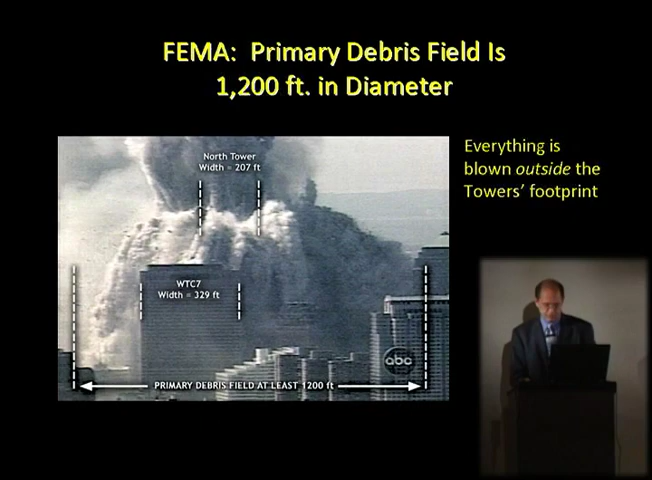 FEMA: Primary Debris Field Is
1,200 ft. in Diameter
Everything is
blown outside the
Towers' footprint
North Tower
Width = 207 ft
WTC7
Width = 329 ft
abc
PRIMARY DEBRIS FIELD AT LEAST 1200 ft